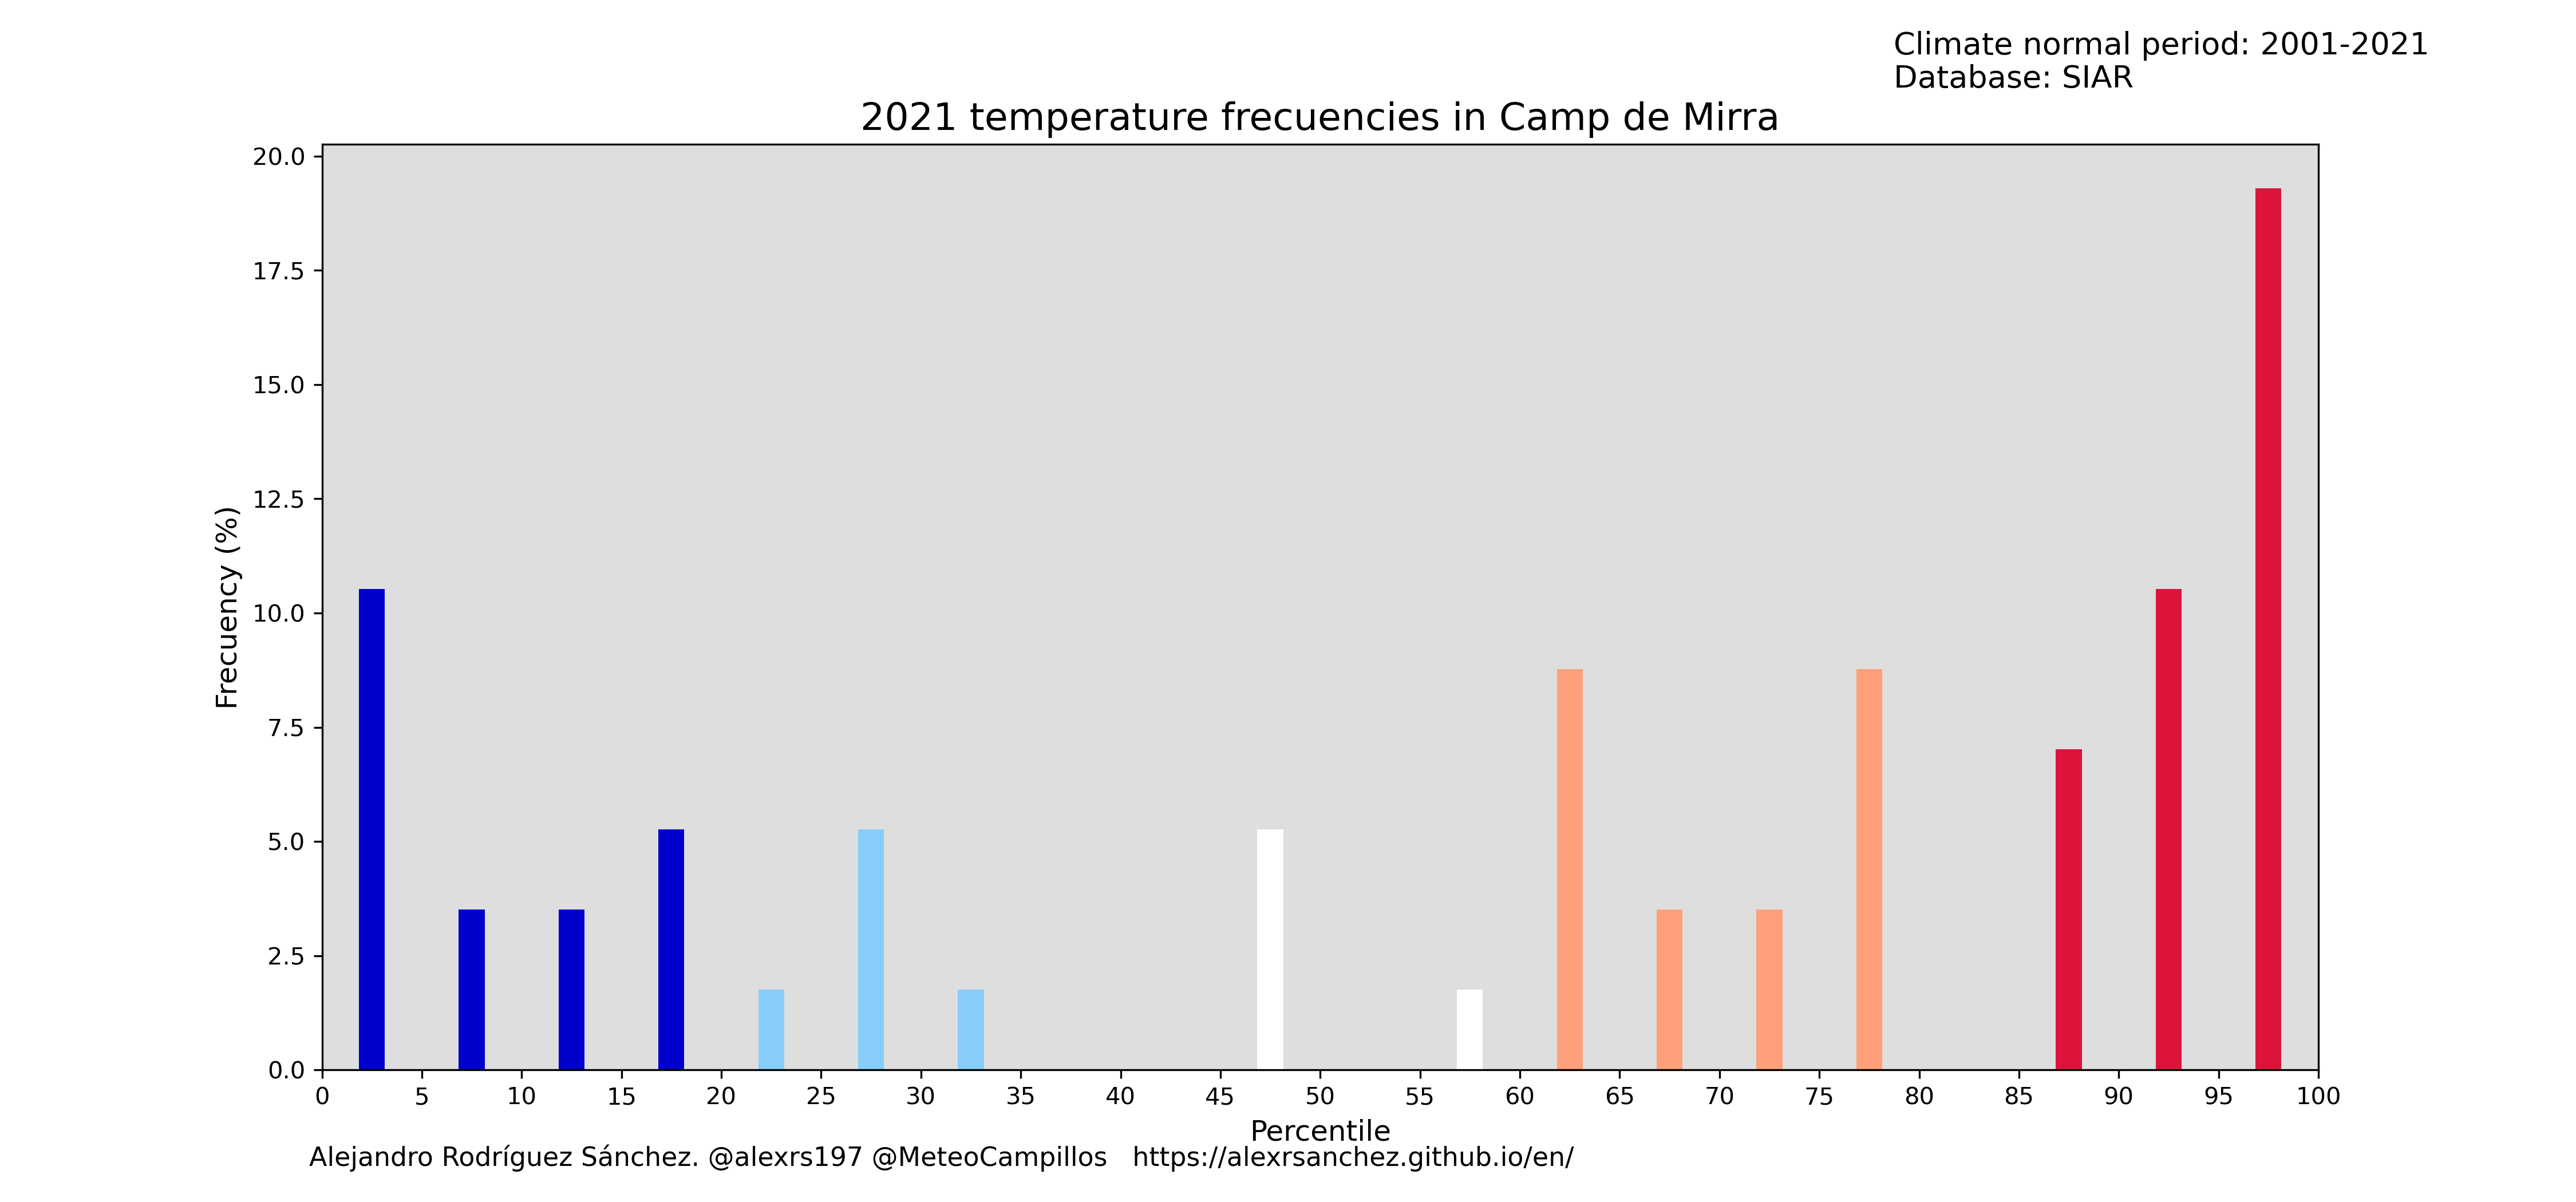 Climate normal period: 2001-2021
Database: SIAR
2021 temperature frecuencies in Camp de Mirra
20.0
17.5
15.0
12.5
10.0
7.5
5.0
2.5
0.0
Frecuency (%)
0 5 10 15 20 25 30 35 40 45 50 55 60 65 70 75 80 85 90 95 100
Percentile
Alejandro Rodríguez Sánchez. @alexrs197 @MeteoCampillos https://alexrsanchez.github.io/en/